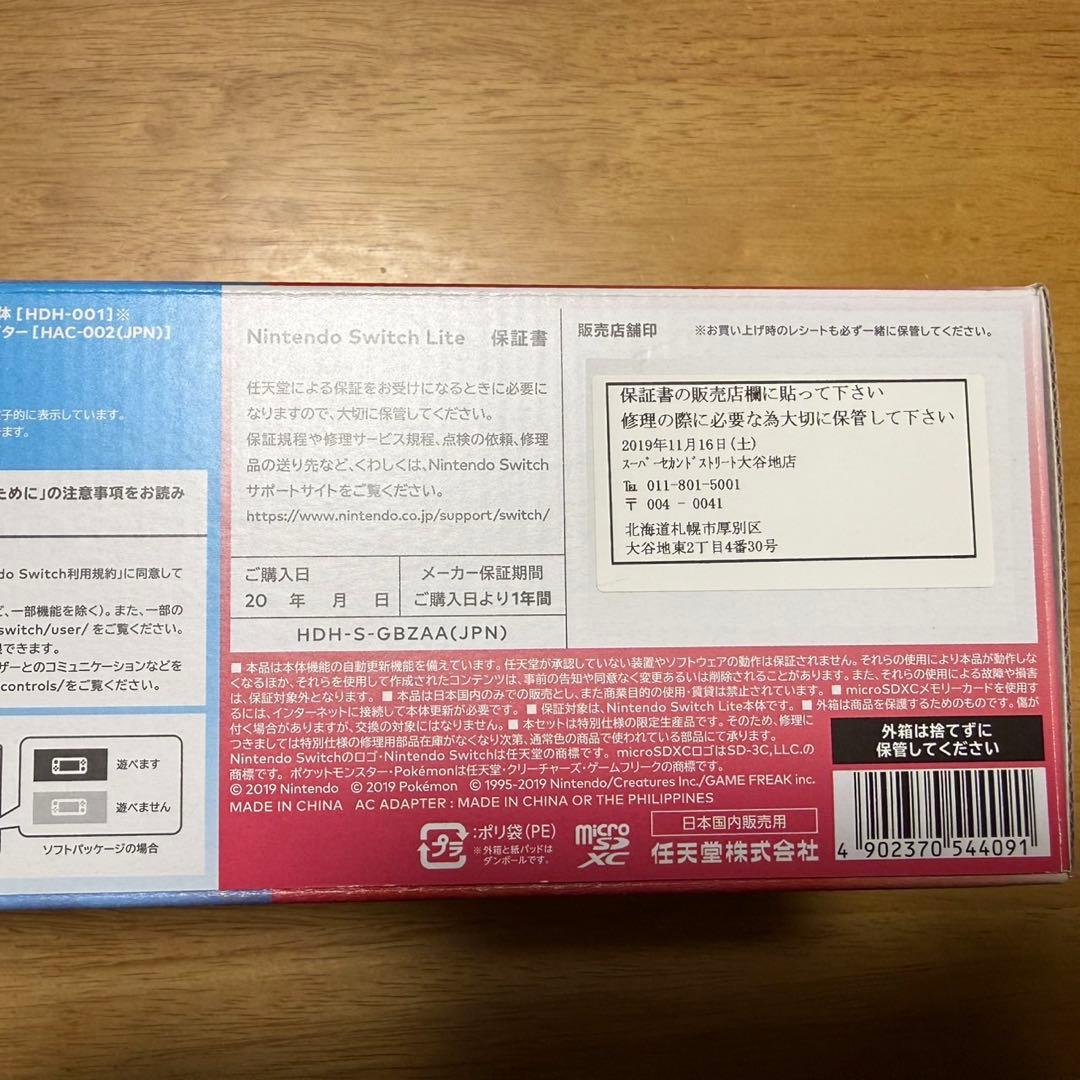 体[HDH-001]※
ター[HAC-002(JPN)]
子的に表示しています。
ます。
ために」の注意事項をお読み
do Switch利用規約」に同意して
、一部機能を除く)。また、一部の
switch/user/をご覧ください。
できます。
ザーとのコミュニケーションなどを
controls/をご覧ください。
遊べます
遊べません
ソフトパッケージの場合
Nintendo Switch Lite 保証書
任天堂による保証をお受けになるときに必要に
なりますので、大切に保管してください。
保証規程や修理サービス規程、点検の依頼、修理
品の送り先など、くわしくは、Nintendo Switch
サポートサイトをご覧ください。
https://www.nintendo.co.jp/support/switch/
ご購入日
20 年 月 日
メーカー保証期間
ご購入日より1年間
HDH-S-GBZAA(JPN)
販売店舗印 ※お買い上げ時のレシートも必ず一緒に保管してください。
保証書の販売店欄に貼って下さい
修理の際に必要な為大切に保管して下さい
2019年11月16日(土)
ｽｰﾊﾟｰｾｶﾝﾄﾞｽﾄﾘｰﾄ大谷地店
℡ 011-801-5001
〒 004 - 0041
北海道札幌市厚別区
大谷地東2丁目4番30号
■ 本品は本体機能の自動更新機能を備えています。任天堂が承認していない装置やソフトウェアの動作は保証されません。それらの使用により本品が動作しな
くなるほか、それらを使用して作成されたコンテンツは、事前の告知や同意なく変更あるいは削除されることがあります。また、それらの使用による故障や損害
は、保証対象外となります。 ■ 本品は日本国内のみでの販売とし、また商業目的の使用・賃貸は禁止されています。 ■ microSDXCメモリーカードを使用す
るには、インターネットに接続して本体更新が必要です。 ■ 保証対象は、Nintendo Switch Lite本体です。 ■ 外箱は商品を保護するためのものです。傷が
付く場合がありますが、交換の対象にはなりません。 ■ 本セットは特別仕様の限定生産品です。そのため、修理に
つきましては特別仕様の修理用部品在庫がなくなり次第、通常色の商品で使われている部品にて承ります。
Nintendo Switchのロゴ・Nintendo Switchは任天堂の商標です。 microSDXCロゴはSD-3C,LLC.の
商標です。 ポケットモンスター・Pokémonは任天堂・クリーチャーズ・ゲームフリークの商標です。
© 2019 Nintendo © 2019 Pokémon © 1995-2019 Nintendo/Creatures Inc./GAME FREAK inc.
MADE IN CHINA AC ADAPTER : MADE IN CHINA OR THE PHILIPPINES
外箱は捨てずに
保管してください
プラ
:ポリ袋(PE)
※外箱と紙パッドは
ダンボールです。
micro
SD
XC
日本国内販売用
任天堂株式会社
4 902370 544091